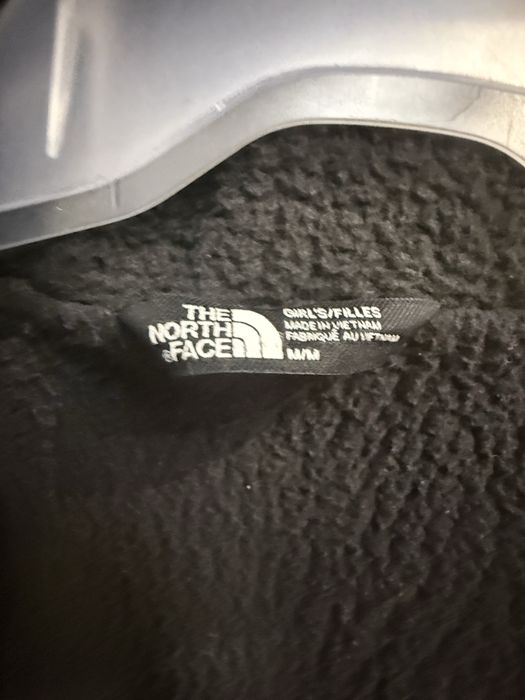 THE
NORTH
FACE
GIRL'S/FILLES
MADE IN VIETNAM
FABRIQUÉ AU VIETNAM
M/M